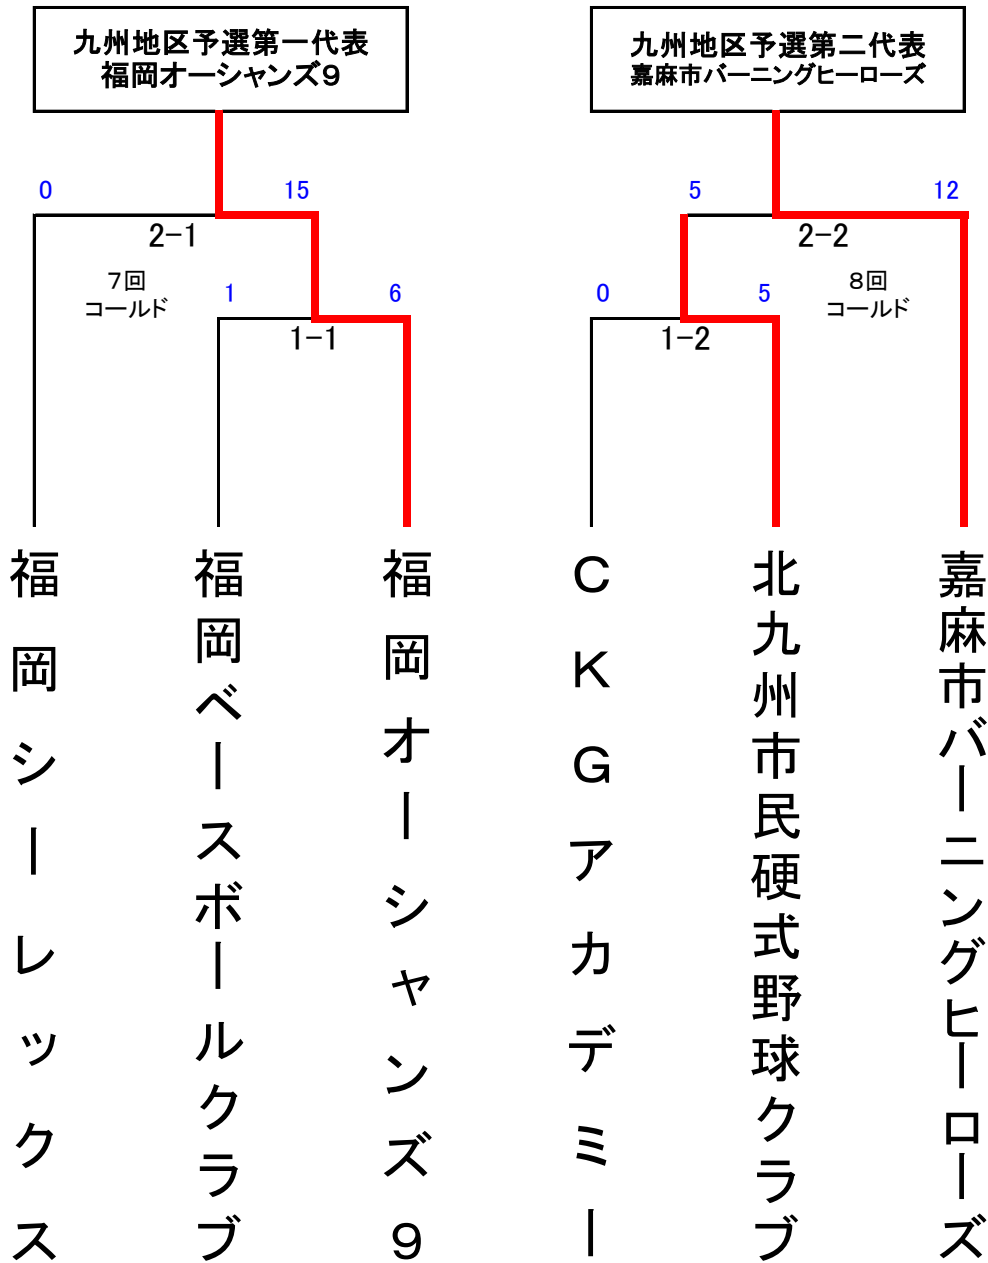 九州地区予選第一代表
福岡オーシャンズ９
九州地区予選第二代表
嘉麻市バーニングヒーローズ
0
15
5
12
2-1
2-2
7回
コールド
8回
コールド
1
6
0
5
1-1
1-2
福岡シーレックス
福岡ベースボールクラブ
福岡オーシャンズ９
ＣＫＧアカデミー
北九州市民硬式野球クラブ
嘉麻市バーニングヒーローズ